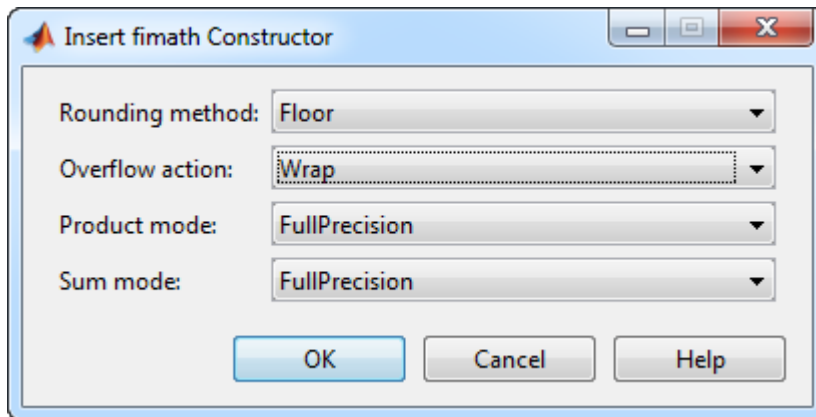 Insert fimath Constructor
Rounding method: Floor
Overflow action: Wrap
Product mode: FullPrecision
Sum mode: FullPrecision
OK Cancel Help